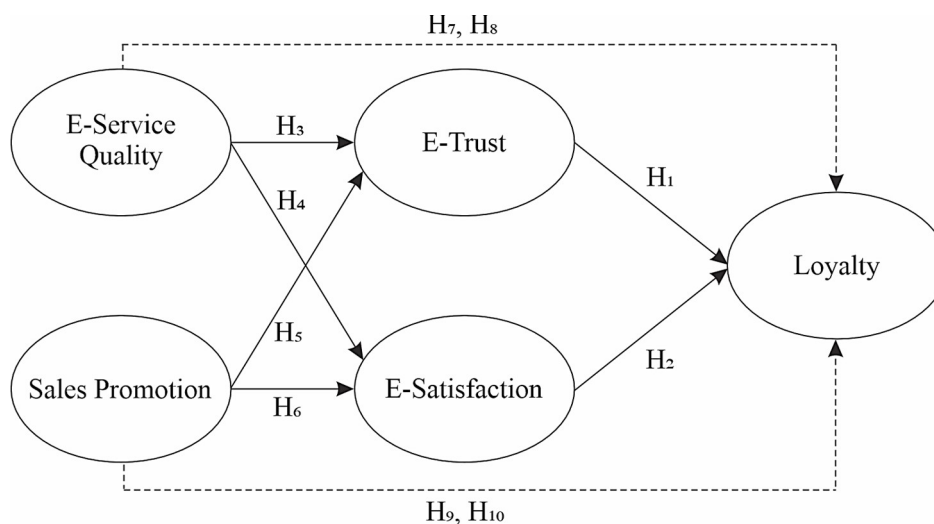 H₇, H₈
E-Service
Quality
H₃
E-Trust
H₄
H₁
Loyalty
H₅
H₂
Sales Promotion
H₆
E-Satisfaction
H₉, H₁₀